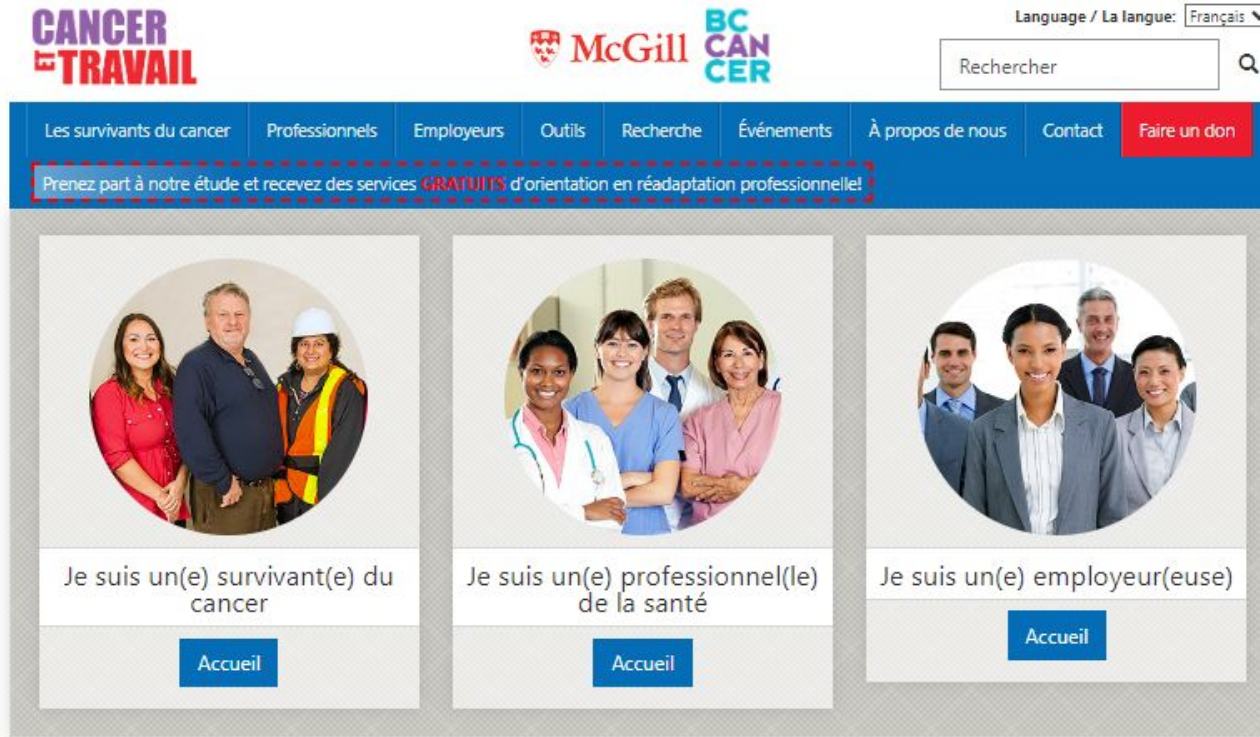 CANCER
ET TRAVAIL
McGill
BC
CAN
CER
Language / La langue: Français
Rechercher
Les survivants du cancer Professionnels Employeurs Outils Recherche Événements À propos de nous Contact Faire un don
Prenez part à notre étude et recevez des services GRATUITS d'orientation en réadaptation professionnelle!
Je suis un(e) survivant(e) du
cancer
Accueil
Je suis un(e) professionnel(le)
de la santé
Accueil
Je suis un(e) employeur(euse)
Accueil